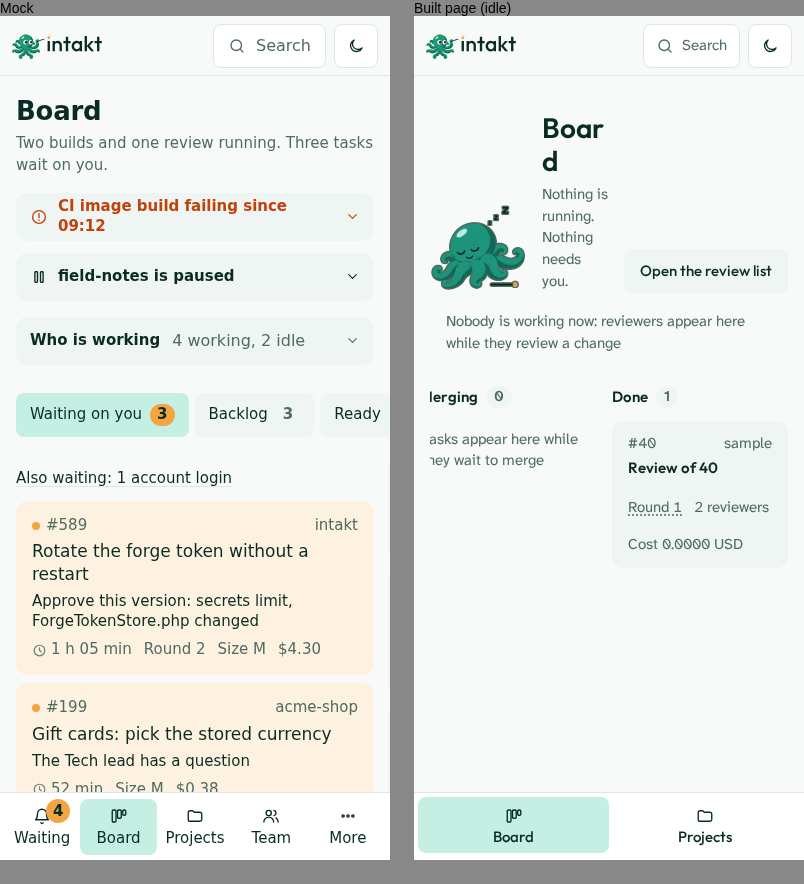 Mock
intakt
Search
Board
Two builds and one review running. Three tasks
wait on you.
CI image build failing since
09:12
field-notes is paused
Who is working 4 working, 2 idle
Waiting on you 3
Backlog 3
Ready
Also waiting: 1 account login
#589 intakt
Rotate the forge token without a
restart
Approve this version: secrets limit,
ForgeTokenStore.php changed
1 h 05 min Round 2 Size M $4.30
#199 acme-shop
Gift cards: pick the stored currency
The Tech lead has a question
52 min Size M $0.38
4
Waiting
Board
Projects
Team
More
Built page (idle)
intakt
Search
Boar
d
Nothing is
running.
Nothing
needs
you.
z z z
Open the review list
Nobody is working now: reviewers appear here
while they review a change
lerging 0
asks appear here while
hey wait to merge
Done 1
#40 sample
Review of 40
Round 1 2 reviewers
Cost 0.0000 USD
Board
Projects